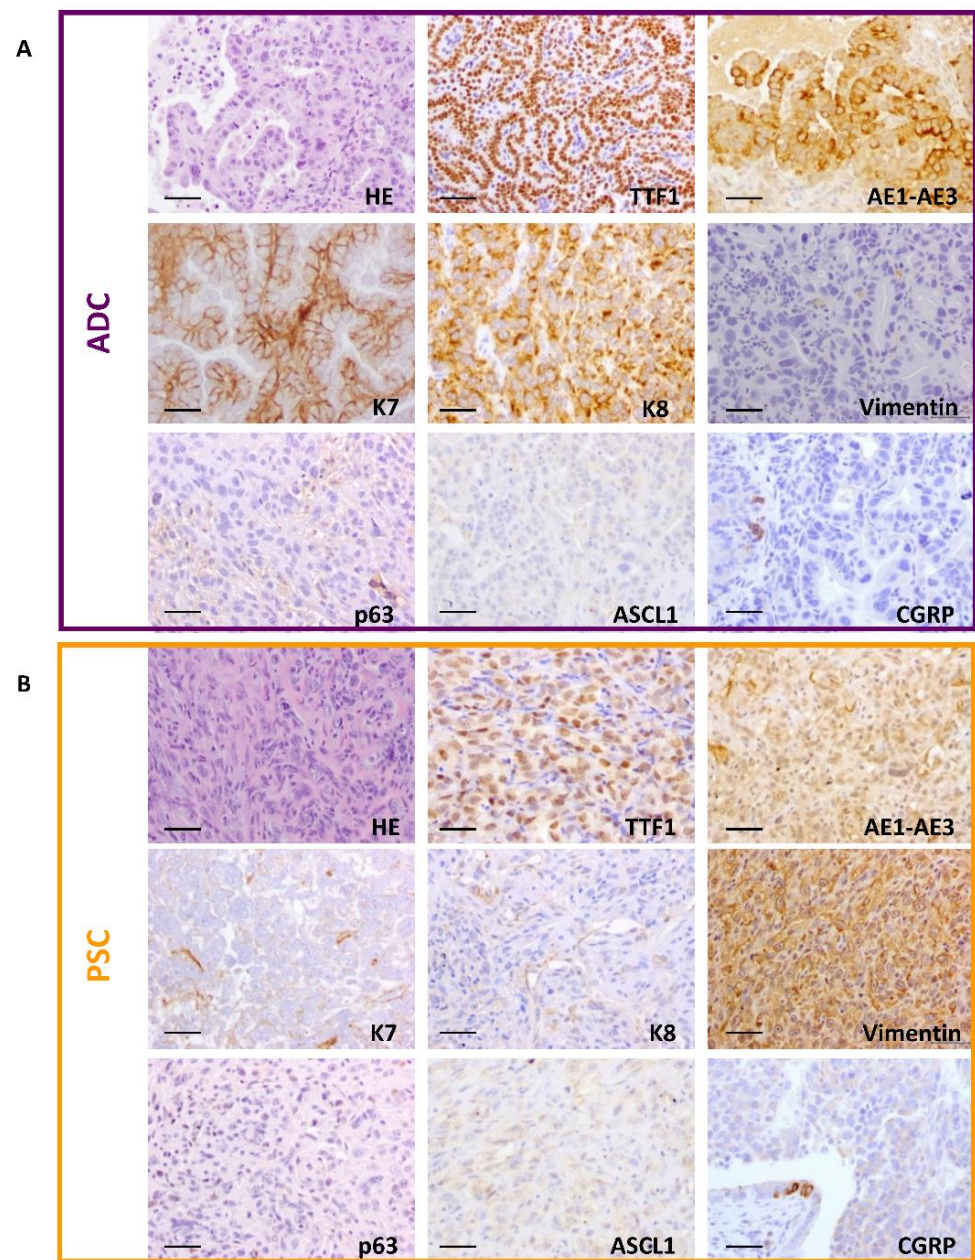 A
ADC
HE
TTF1
AE1-AE3
K7
K8
Vimentin
p63
ASCL1
CGRP
B
PSC
HE
TTF1
AE1-AE3
K7
K8
Vimentin
p63
ASCL1
CGRP